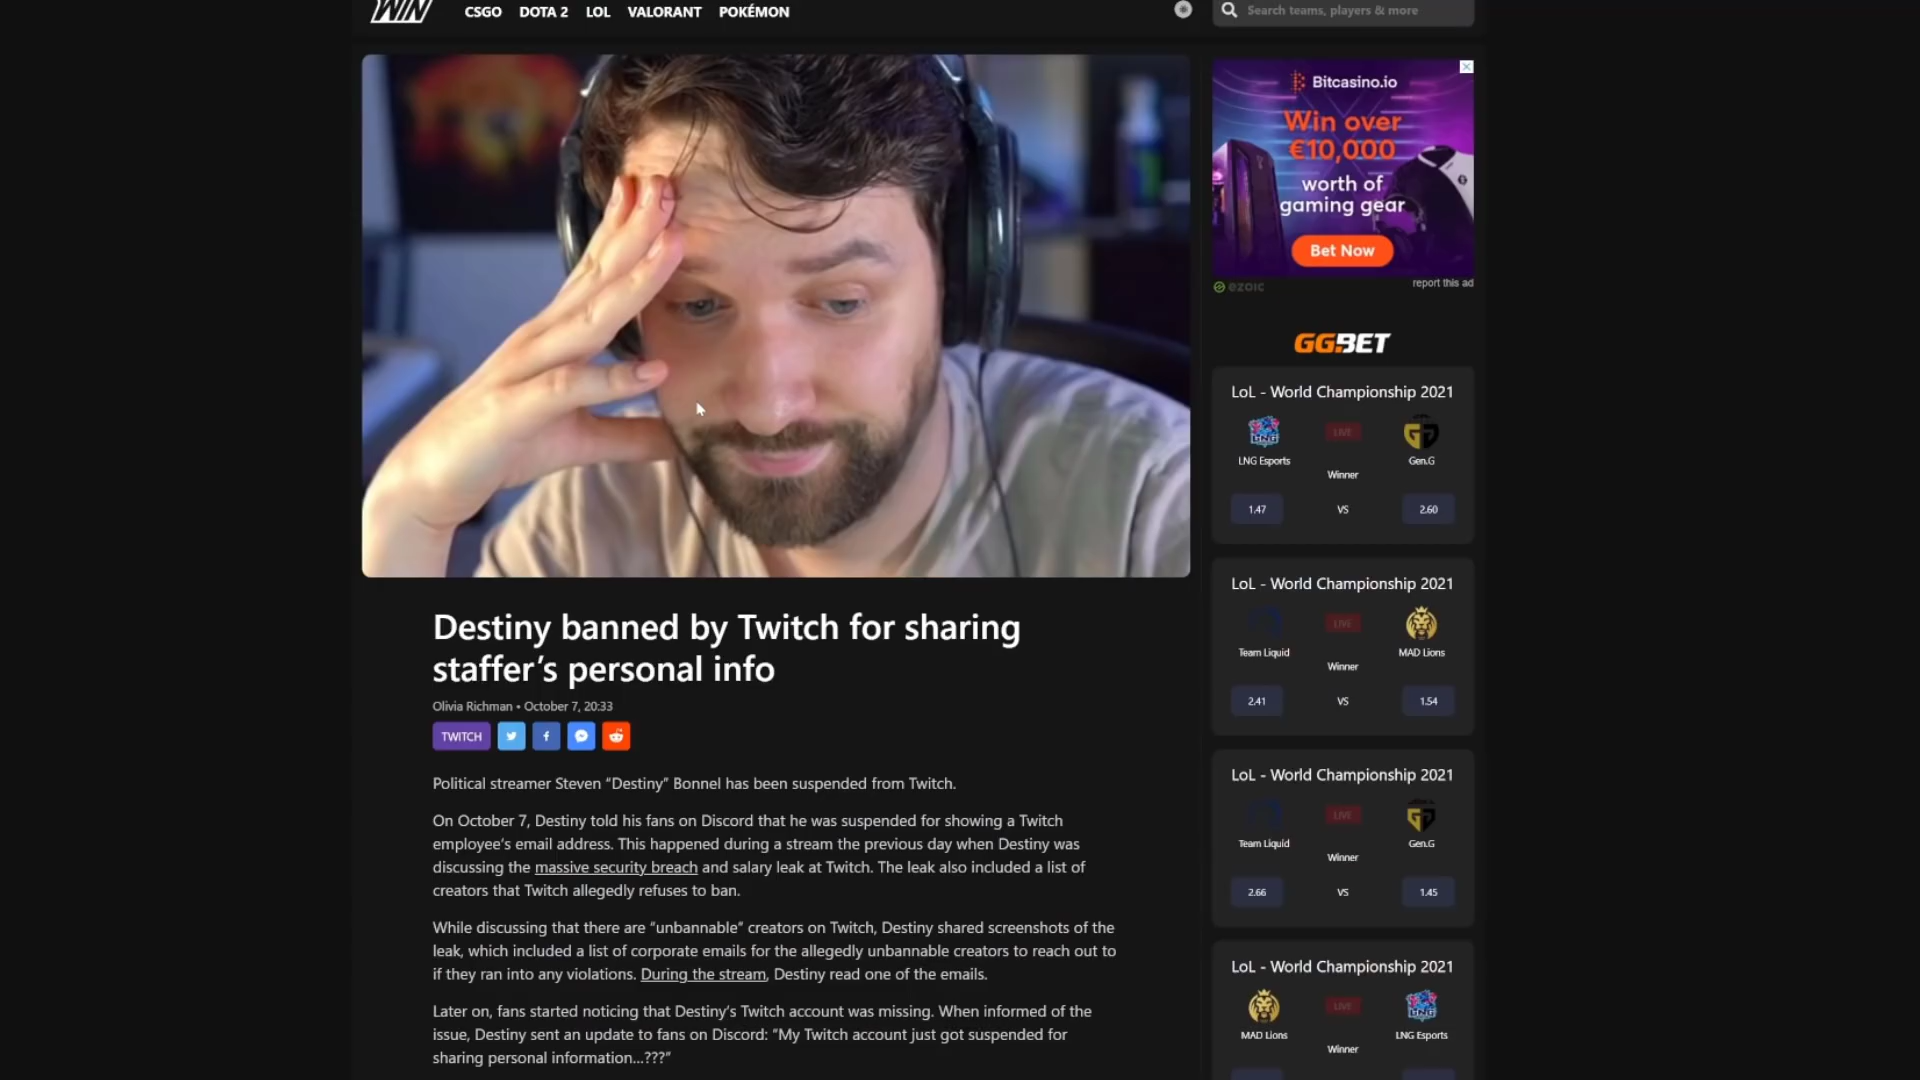 WIN
CSGO DOTA 2 LOL VALORANT POKÉMON
Search teams, players & more
Bitcasino.io
Win over
€10,000
worth of
gaming gear
Bet Now
ezoic
report this ad
GG.BET
Destiny banned by Twitch for sharing
staffer’s personal info
Olivia Richman • October 7, 20:33
TWITCH
Political streamer Steven “Destiny” Bonnel has been suspended from Twitch.
On October 7, Destiny told his fans on Discord that he was suspended for showing a Twitch
employee’s email address. This happened during a stream the previous day when Destiny was
discussing the massive security breach and salary leak at Twitch. The leak also included a list of
creators that Twitch allegedly refuses to ban.
While discussing that there are “unbannable” creators on Twitch, Destiny shared screenshots of the
leak, which included a list of corporate emails for the allegedly unbannable creators to reach out to
if they ran into any violations. During the stream, Destiny read one of the emails.
Later on, fans started noticing that Destiny’s Twitch account was missing. When informed of the
issue, Destiny sent an update to fans on Discord: “My Twitch account just got suspended for
sharing personal information...???”
LoL - World Championship 2021
LIVE
LNG Esports Gen.G
Winner
1.47 VS 2.60
LoL - World Championship 2021
LIVE
Team Liquid MAD Lions
Winner
2.41 VS 1.54
LoL - World Championship 2021
LIVE
Team Liquid Gen.G
Winner
2.66 VS 1.45
LoL - World Championship 2021
LIVE
MAD Lions LNG Esports
Winner